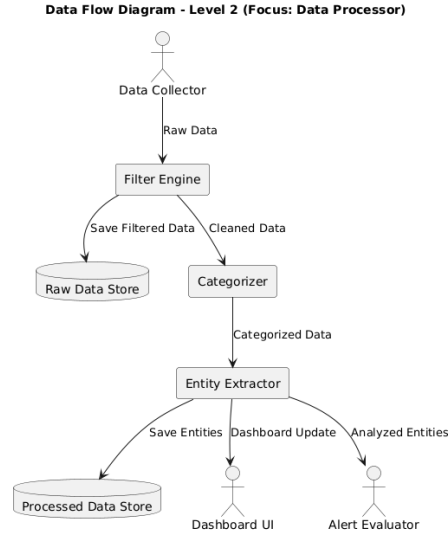 Data Flow Diagram - Level 2 (Focus: Data Processor)
Data Collector
Raw Data
Filter Engine
Save Filtered Data
Cleaned Data
Raw Data Store
Categorizer
Categorized Data
Entity Extractor
Save Entities
Dashboard Update
Analyzed Entities
Processed Data Store
Dashboard UI
Alert Evaluator